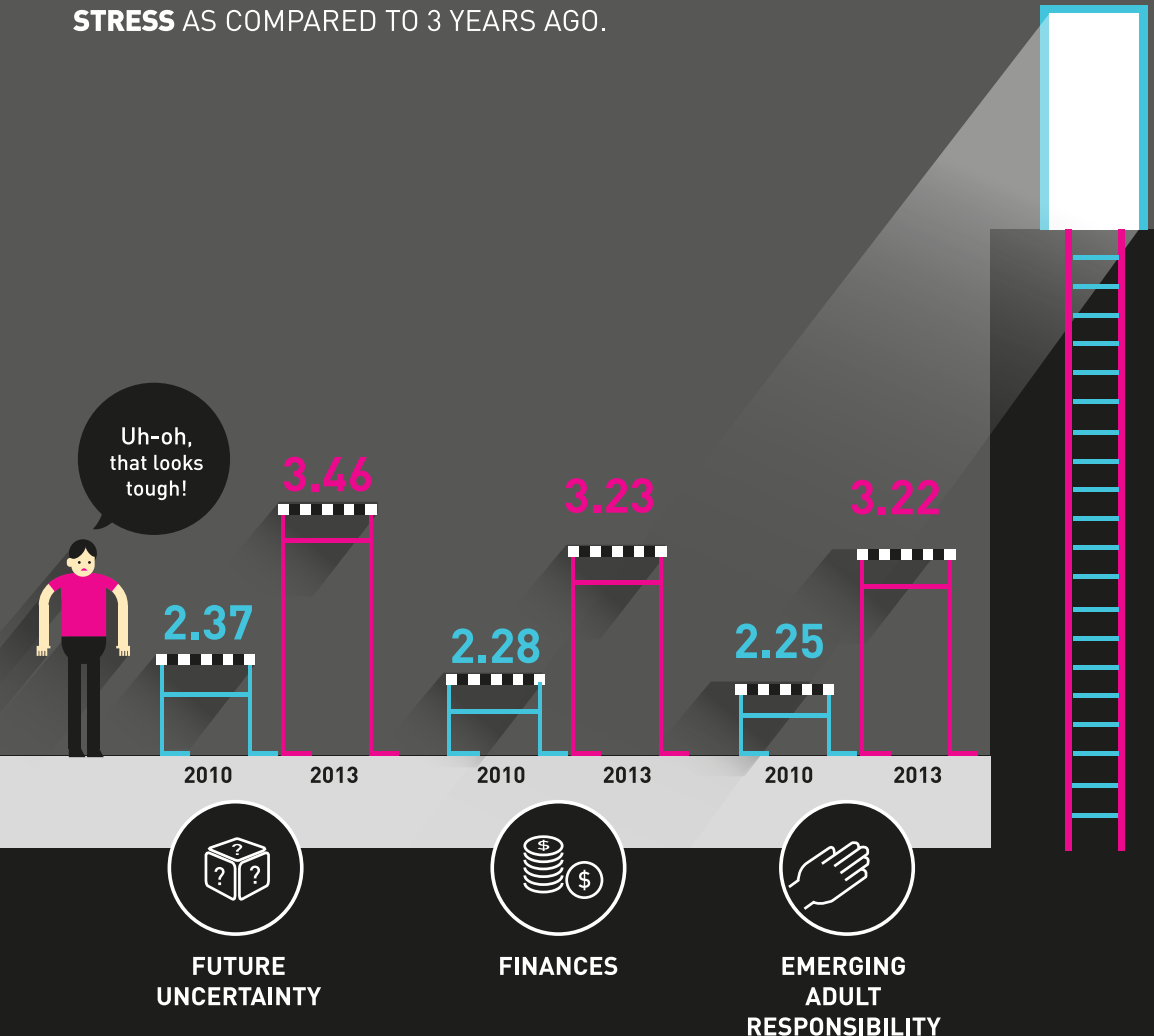 STRESS AS COMPARED TO 3 YEARS AGO.
Uh-oh,
that looks
tough!
3.46
3.23
3.22
2.37
2.28
2.25
2010 2013 2010 2013 2010 2013
? ? ?
$ $
FUTURE
UNCERTAINTY
FINANCES
EMERGING
ADULT
RESPONSIBILITY